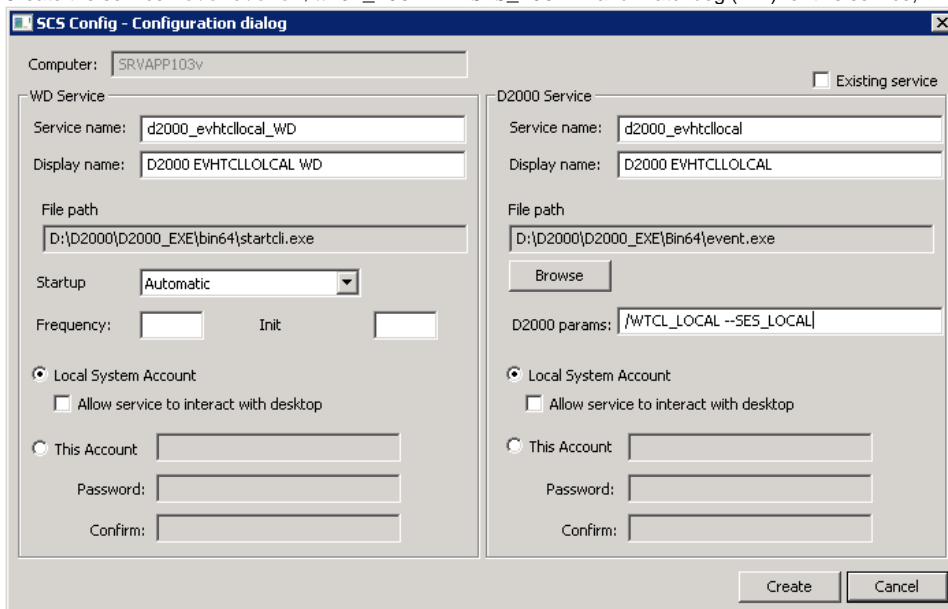 SCS Config - Configuration dialog
Computer: SRVAPP103v
Existing service
WD Service
Service name: d2000_evhtcllocal_WD
Display name: D2000 EVHTCLLOLCAL WD
File path
D:\D2000\D2000_EXE\bin64\startcli.exe
Startup Automatic
Frequency: Init
Local System Account
Allow service to interact with desktop
This Account
Password:
Confirm:
D2000 Service
Service name: d2000_evhtcllocal
Display name: D2000 EVHTCLLOLCAL
File path
D:\D2000\D2000_EXE\Bin64\event.exe
Browse
D2000 params: /WTCL_LOCAL --SES_LOCAL
Local System Account
Allow service to interact with desktop
This Account
Password:
Confirm:
Create Cancel